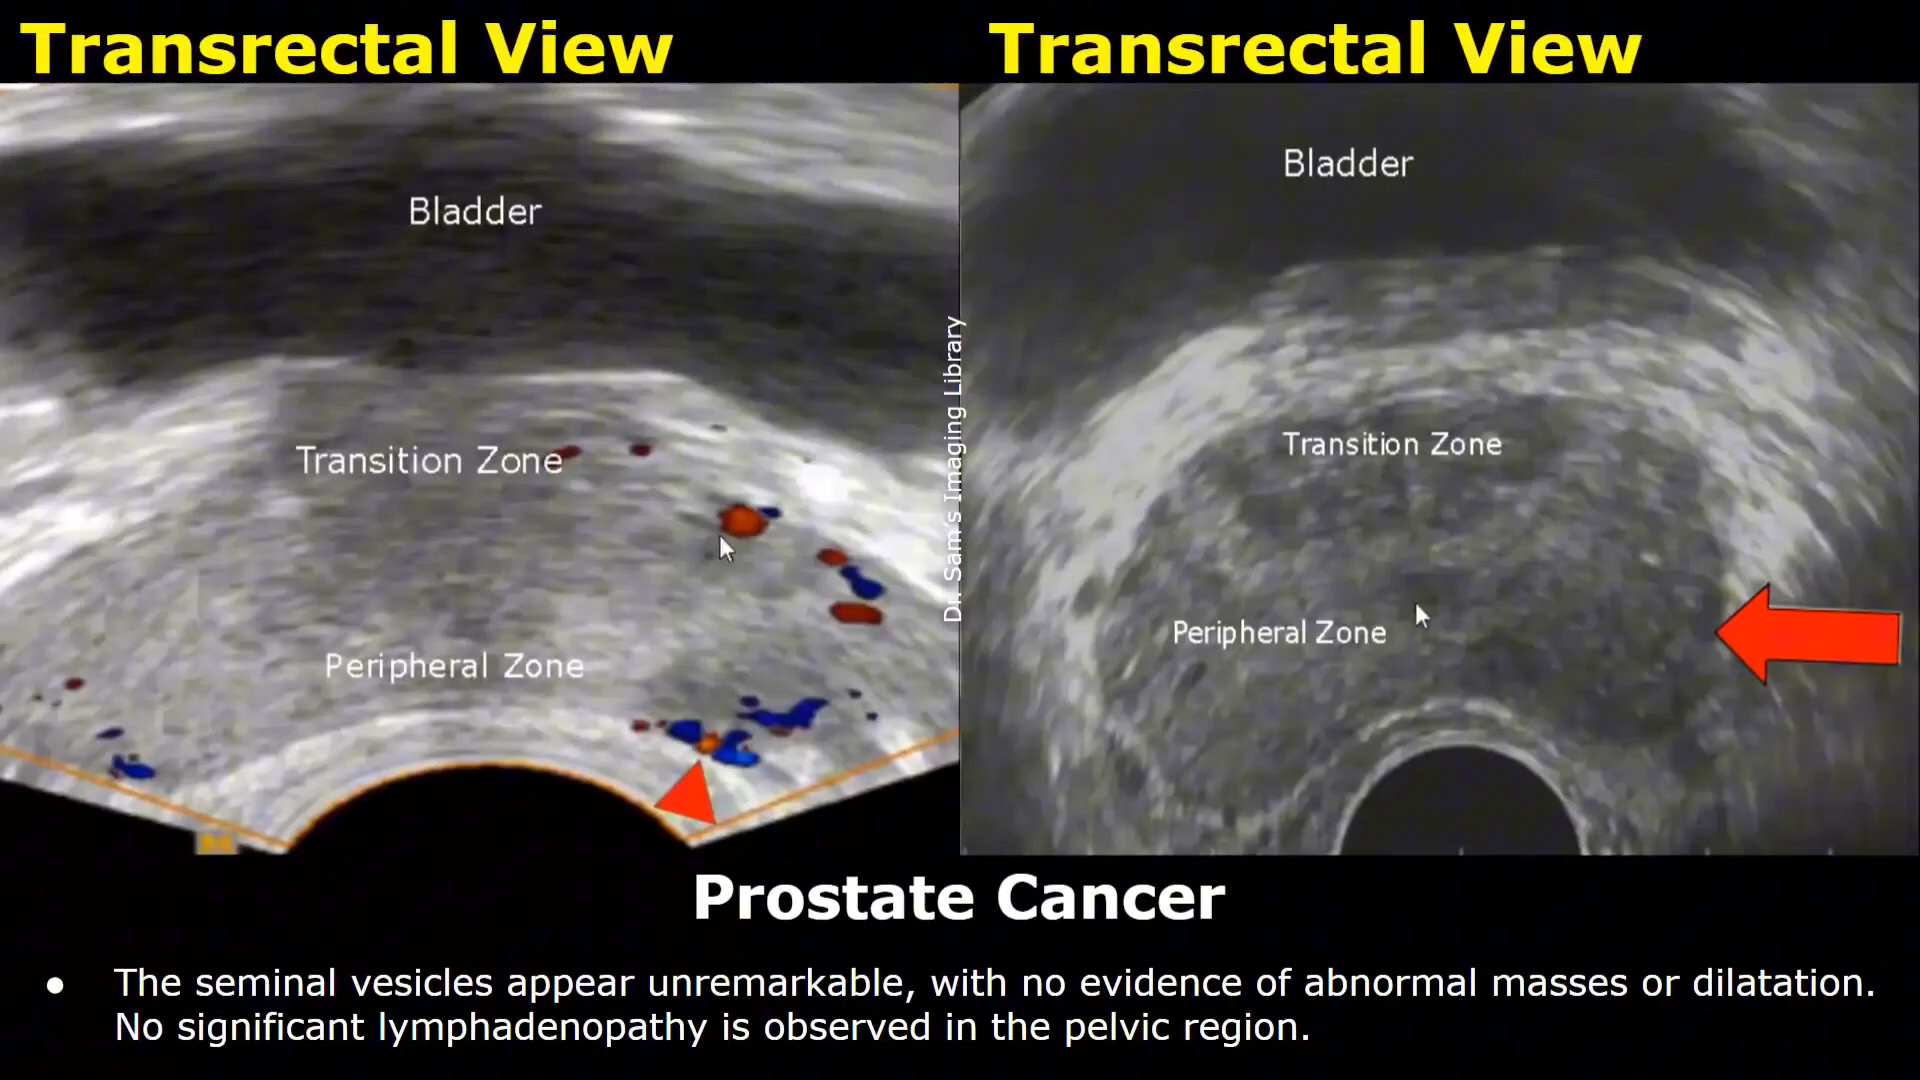 Transrectal View
Transrectal View
Bladder
Bladder
Transition Zone
Transition Zone
Peripheral Zone
Peripheral Zone
Dr. Sam's Imaging Library
Prostate Cancer
● The seminal vesicles appear unremarkable, with no evidence of abnormal masses or dilatation.
No significant lymphadenopathy is observed in the pelvic region.